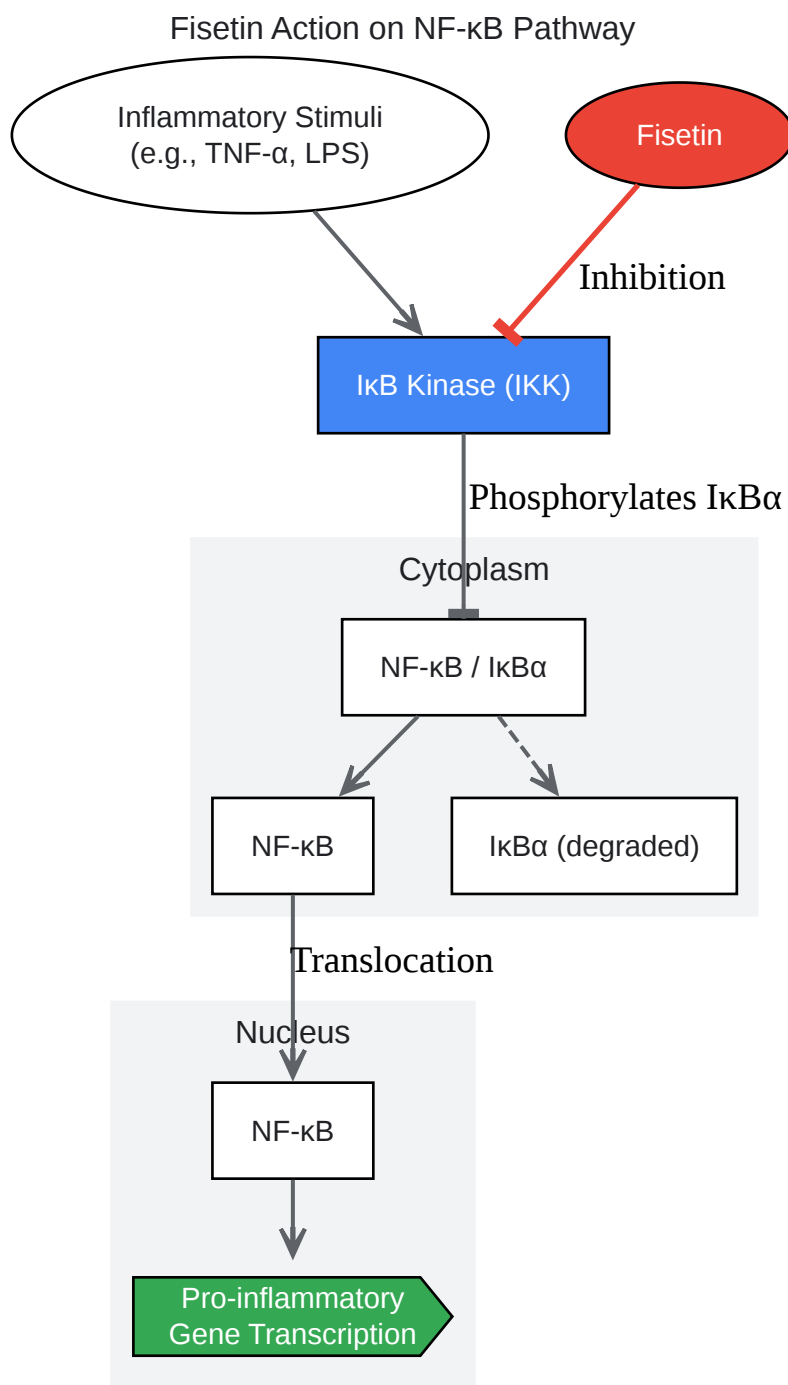 Fisetin Action on NF-κB Pathway
Inflammatory Stimuli
(e.g., TNF-α, LPS)
Fisetin
Inhibition
IκB Kinase (IKK)
Phosphorylates IκBα
Cytoplasm
NF-κB / IκBα
NF-κB
IκBα (degraded)
Translocation
Nucleus
NF-κB
Pro-inflammatory
Gene Transcription